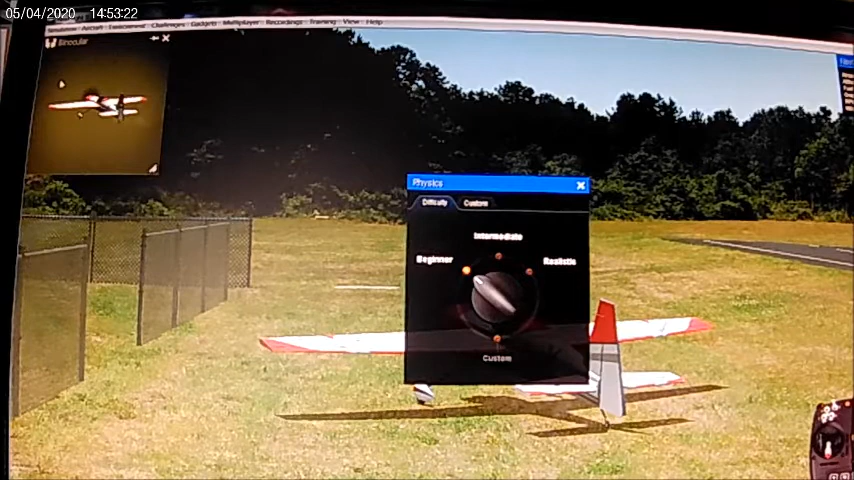 05/04/2020 14:53:22
Simulation Aircraft Environment Challenges Gadgets Multiplayer Recordings Training View Help
Binocular
Physics
Difficulty Custom
Intermediate
Beginner Realistic
Custom